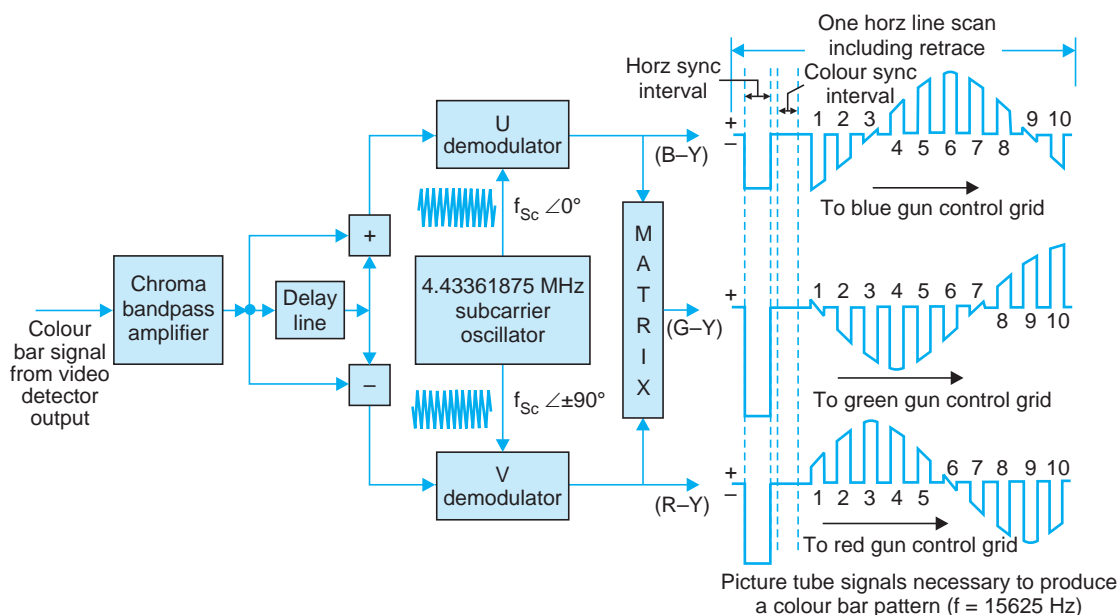 One horz line scan
including retrace
Horz sync
interval
Colour sync
interval
U
demodulator
(B–Y)
+
–
1 2 3 4 5 6 7 8 9 10
To blue gun control grid
f_Sc ∠0°
+
Chroma
bandpass
amplifier
Delay
line
4.43361875 MHz
subcarrier
oscillator
M
A
T
R
I
X
(G–Y)
+
–
1 2 3 4 5 6 7 8 9 10
To green gun control grid
Colour
bar signal
from video
detector
output
–
f_Sc ∠±90°
V
demodulator
(R–Y)
+
–
1 2 3 4 5 6 7 8 9 10
To red gun control grid
Picture tube signals necessary to produce
a colour bar pattern (f = 15625 Hz)